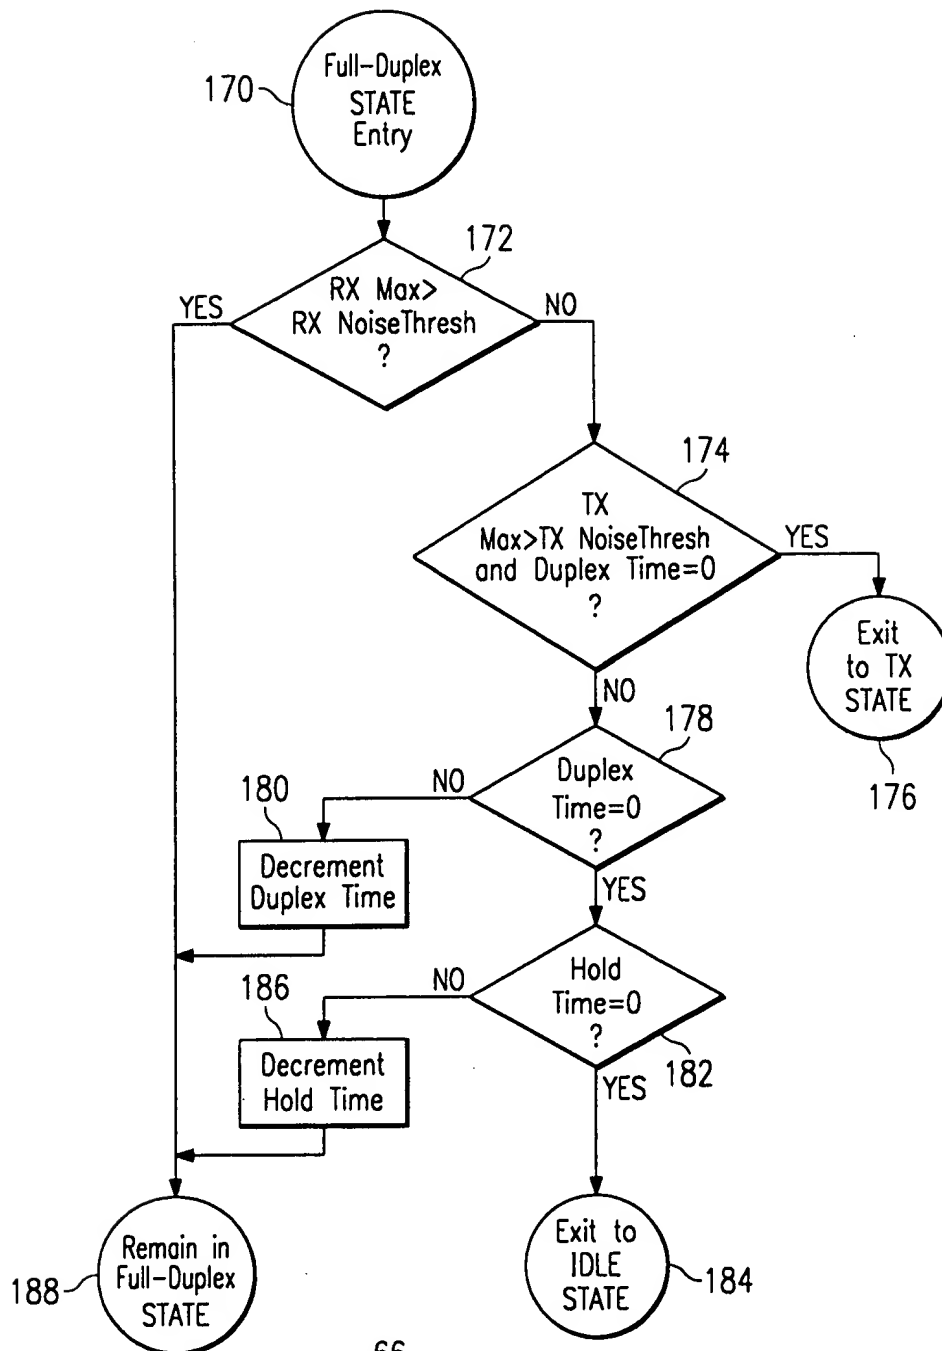 Full-Duplex
STATE
Entry
170
172
RX Max>
RX NoiseThresh
?
YES
NO
174
TX
Max>TX NoiseThresh
and Duplex Time=0
?
YES
Exit
to TX
STATE
176
NO
178
Duplex
Time=0
?
NO
180
Decrement
Duplex Time
YES
Hold
Time=0
?
182
NO
186
Decrement
Hold Time
YES
Remain in
Full-Duplex
STATE
188
Exit to
IDLE
STATE
184
66